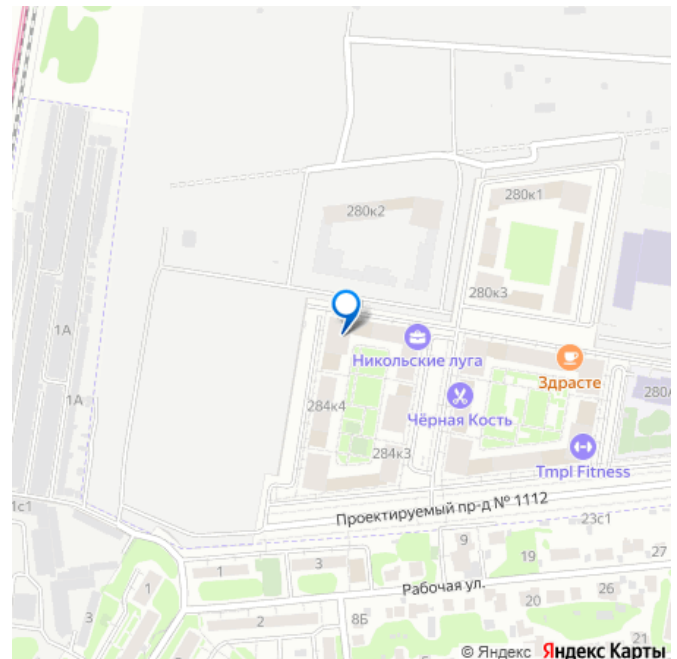 280к2
280к1
280к3
1А
Никольские луга
Здрасте
280А
1А
284к4
Чёрная Кость
284к3
Tmpl Fitness
1с1
Проектируемый пр-д № 1112
23с1
9
19
27
1
3
1
Рабочая ул.
26
20
3
2
8Б
21
© Яндекс Яндекс Карты